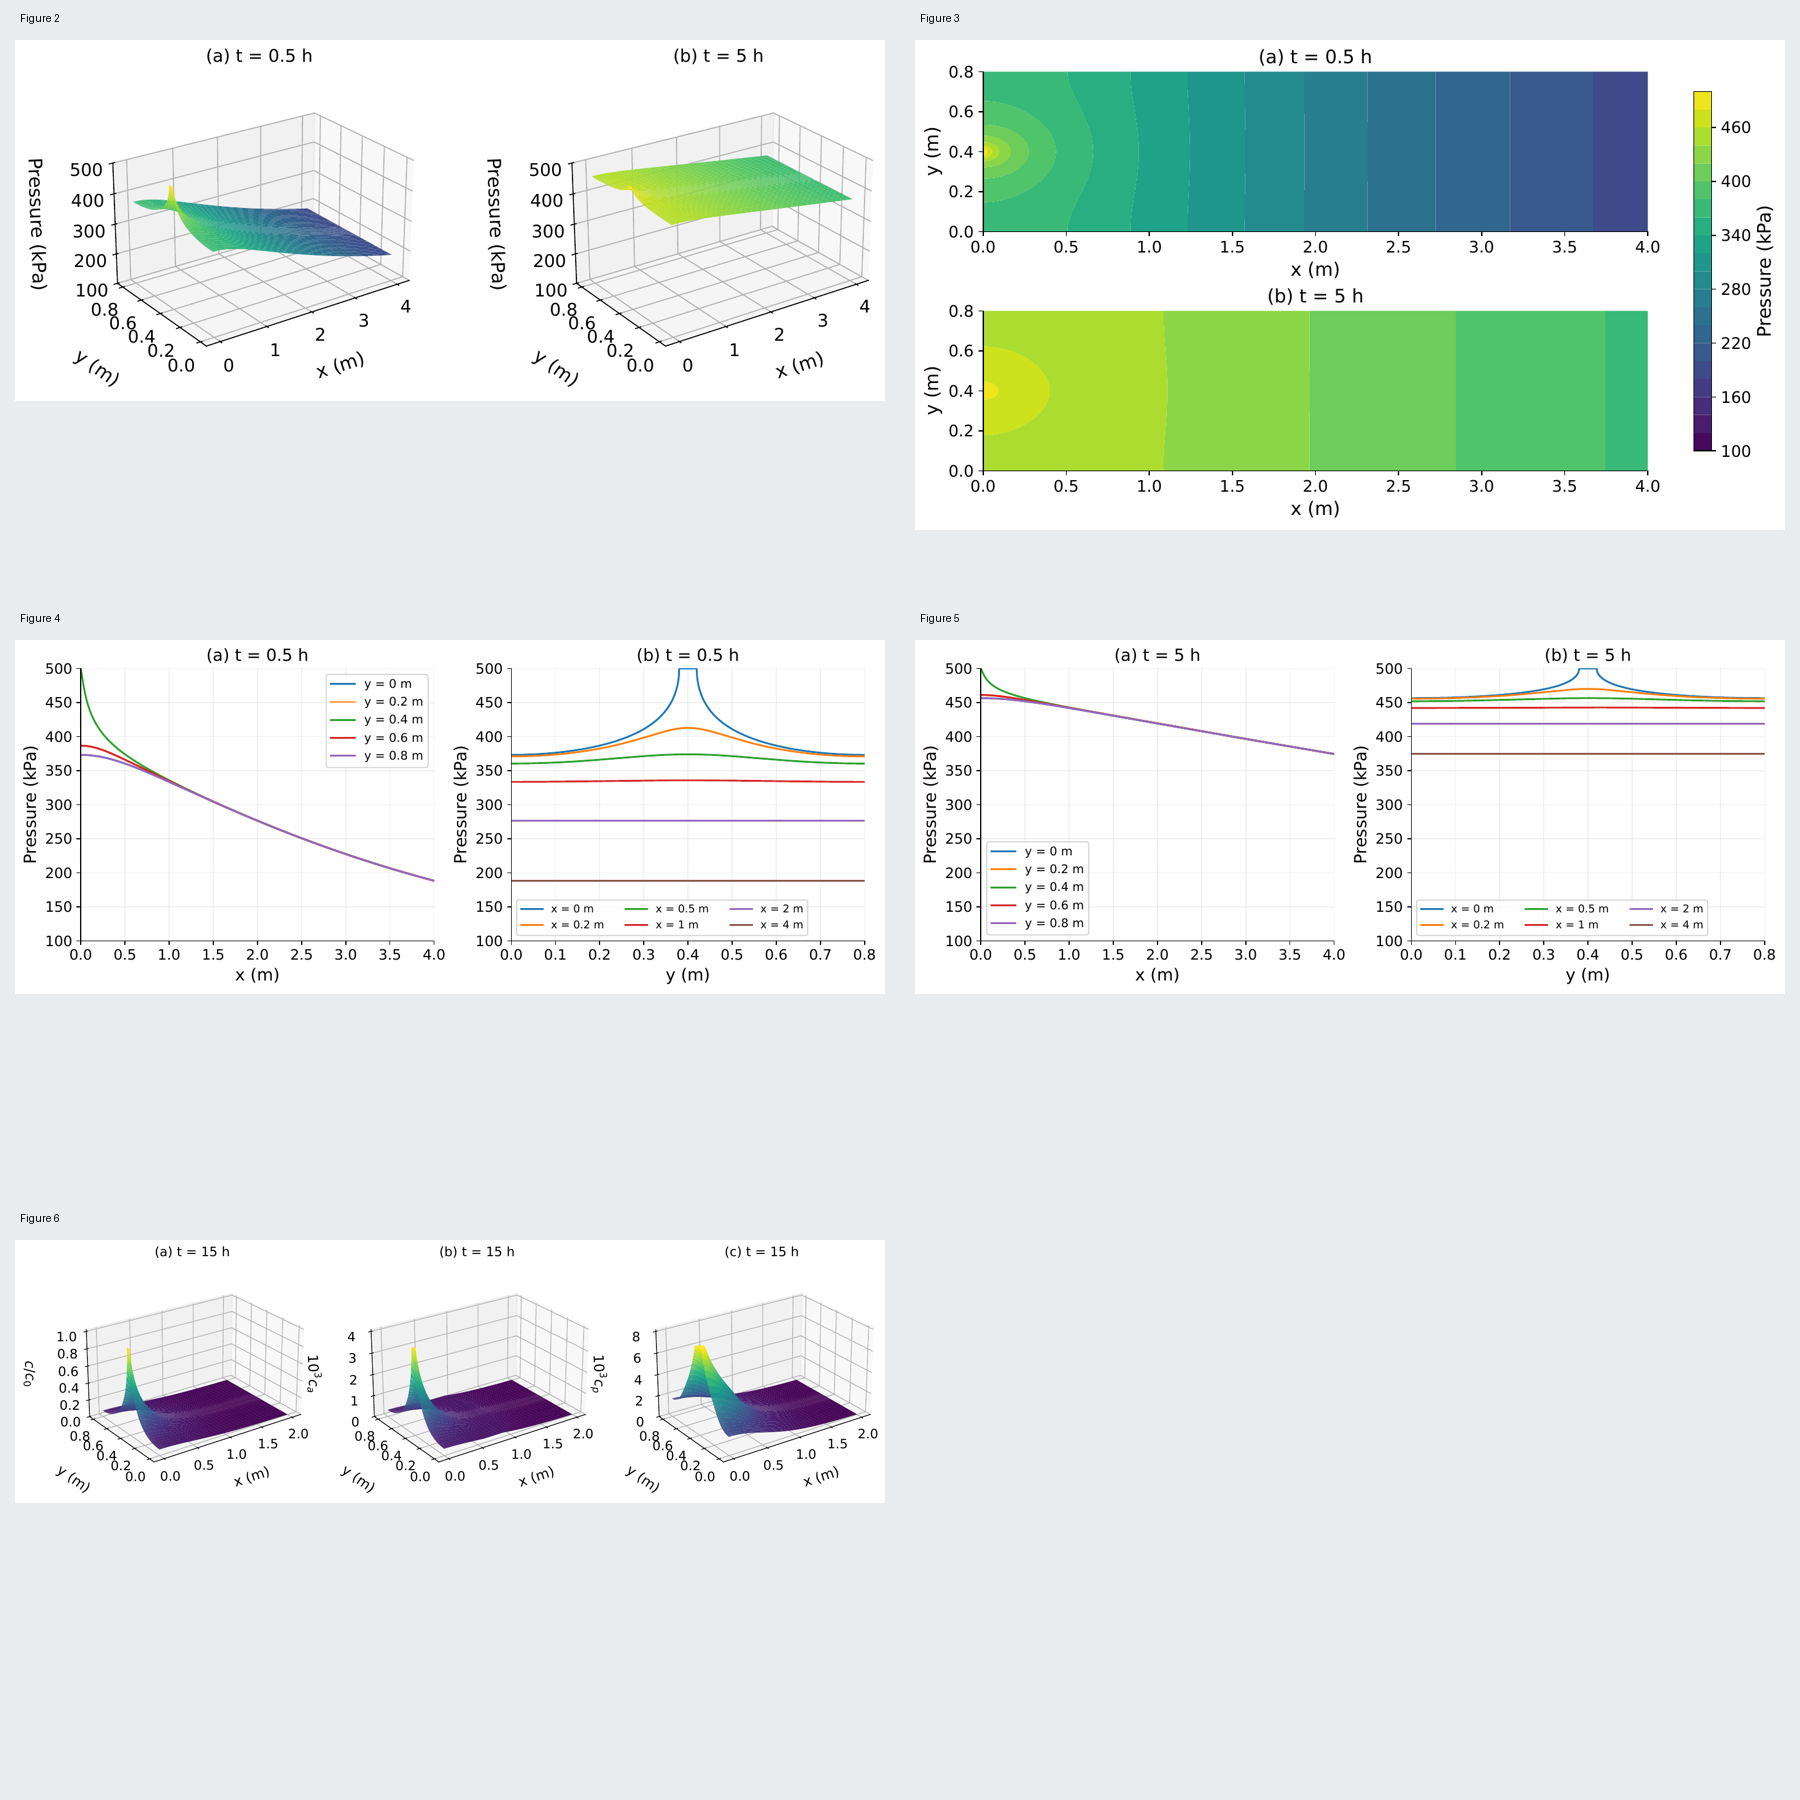 Figure 2
(a) t = 0.5 h
(b) t = 5 h
500
400
300
200
100
Pressure (kPa)
0.8
0.6
0.4
0.2
0.0
y (m)
0
1
2
3
4
x (m)
500
400
300
200
100
Pressure (kPa)
0.8
0.6
0.4
0.2
0.0
y (m)
0
1
2
3
4
x (m)
Figure 3
(a) t = 0.5 h
0.8
0.6
0.4
0.2
0.0
y (m)
0.0 0.5 1.0 1.5 2.0 2.5 3.0 3.5 4.0
x (m)
(b) t = 5 h
0.8
0.6
0.4
0.2
0.0
y (m)
0.0 0.5 1.0 1.5 2.0 2.5 3.0 3.5 4.0
x (m)
460
400
340
280
220
160
100
Pressure (kPa)
Figure 4
(a) t = 0.5 h
500
450
400
350
300
250
200
150
100
Pressure (kPa)
y = 0 m
y = 0.2 m
y = 0.4 m
y = 0.6 m
y = 0.8 m
0.0 0.5 1.0 1.5 2.0 2.5 3.0 3.5 4.0
x (m)
(b) t = 0.5 h
500
450
400
350
300
250
200
150
100
Pressure (kPa)
x = 0 m x = 0.5 m x = 2 m
x = 0.2 m x = 1 m x = 4 m
0.0 0.1 0.2 0.3 0.4 0.5 0.6 0.7 0.8
y (m)
Figure 5
(a) t = 5 h
500
450
400
350
300
250
200
150
100
Pressure (kPa)
y = 0 m
y = 0.2 m
y = 0.4 m
y = 0.6 m
y = 0.8 m
0.0 0.5 1.0 1.5 2.0 2.5 3.0 3.5 4.0
x (m)
(b) t = 5 h
500
450
400
350
300
250
200
150
100
Pressure (kPa)
x = 0 m x = 0.5 m x = 2 m
x = 0.2 m x = 1 m x = 4 m
0.0 0.1 0.2 0.3 0.4 0.5 0.6 0.7 0.8
y (m)
Figure 6
(a) t = 15 h
1.0
0.8
0.6
0.4
0.2
0.0
c/c₀
0.8
0.6
0.4
0.2
0.0
y (m)
0.0
0.5
1.0
1.5
2.0
x (m)
(b) t = 15 h
4
3
2
1
0
10³cₐ
0.8
0.6
0.4
0.2
0.0
y (m)
0.0
0.5
1.0
1.5
2.0
x (m)
(c) t = 15 h
8
6
4
2
0
10³cₚ
0.8
0.6
0.4
0.2
0.0
y (m)
0.0
0.5
1.0
1.5
2.0
x (m)